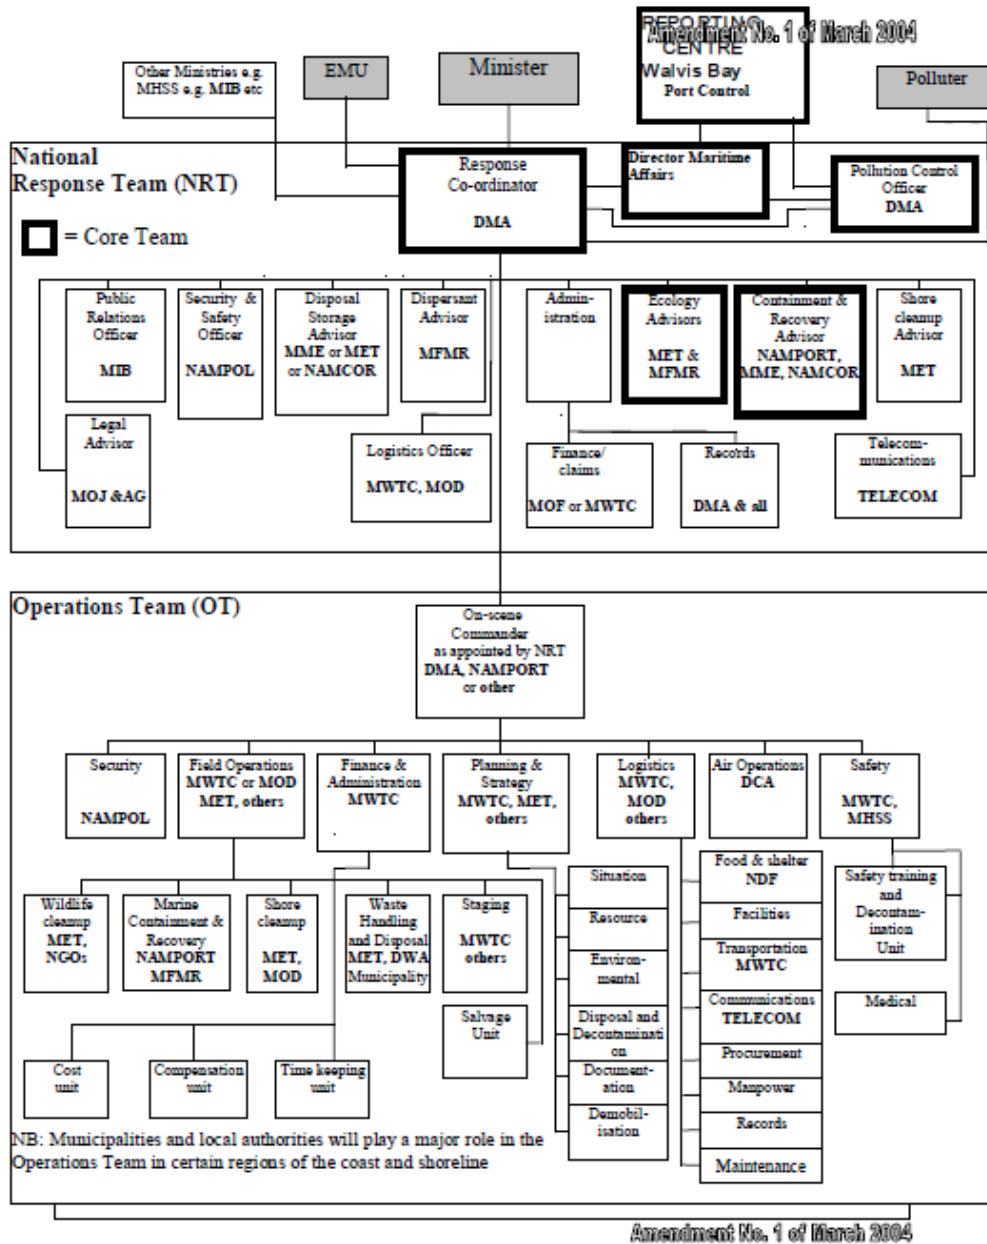 Amendment No. 1 of March 2004
REPORTING
CENTRE
Walvis Bay
Port Control
Other Ministries e.g.
MHSS e.g. MIB etc
EMU
Minister
Polluter
National
Response Team (NRT)
= Core Team
Response
Co-ordinator
DMA
Director Maritime
Affairs
Pollution Control
Officer
DMA
Public
Relations
Officer
MIB
Security &
Safety
Officer
NAMPOL
Disposal
Storage
Advisor
MME or MET
or NAMCOR
Dispersant
Advisor
MFMR
Admin-
istration
Ecology
Advisors
MET &
MFMR
Containment &
Recovery
Advisor
NAMPORT,
MME, NAMCOR
Shore
cleanup
Advisor
MET
Legal
Advisor
MOJ &AG
Logistics Officer
MWTC, MOD
Finance/
claims
MOF or MWTC
Records
DMA & all
Telecom-
munications
TELECOM
Operations Team (OT)
On-scene
Commander
as appointed by NRT
DMA, NAMPORT
or other
Security
NAMPOL
Field Operations
MWTC or MOD
MET, others
Finance &
Administration
MWTC
Planning &
Strategy
MWTC, MET,
others
Logistics
MWTC,
MOD
others
Air Operations
DCA
Safety
MWTC,
MHSS
Wildlife
cleanup
MET,
NGOs
Marine
Containment &
Recovery
NAMPORT
MFMR
Shore
cleanup
MET,
MOD
Waste
Handling
and Disposal
MET, DWA
Municipality
Staging
MWTC
others
Salvage
Unit
Situation
Resource
Environ-
mental
Disposal and
Decontaminati
on
Document-
ation
Demobil-
isation
Food & shelter
NDF
Facilities
Transportation
MWTC
Communications
TELECOM
Procurement
Manpower
Records
Maintenance
Safety training
and
Decontam-
ination
Unit
Medical
Cost
unit
Compensation
unit
Time keeping
unit
NB: Municipalities and local authorities will play a major role in the
Operations Team in certain regions of the coast and shoreline
Amendment No. 1 of March 2004